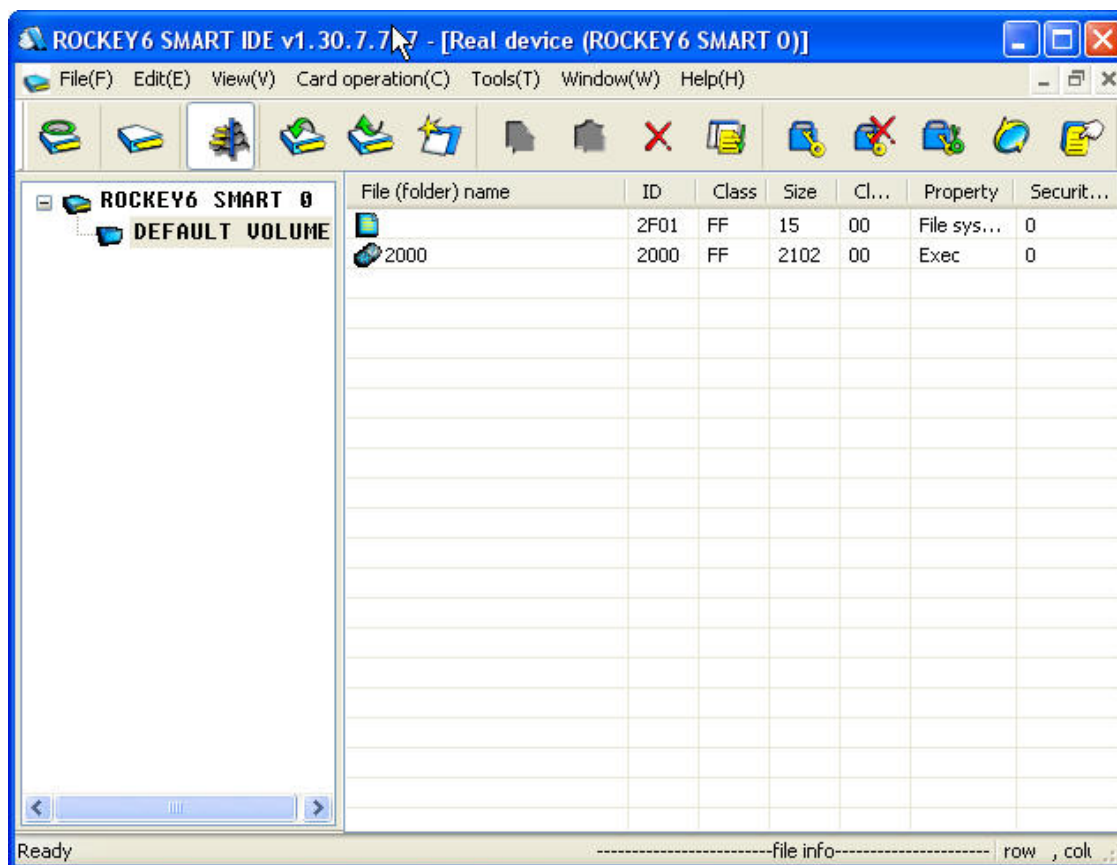 ROCKEY6 SMART IDE v1.30.7. 7 - [Real device (ROCKEY6 SMART 0)]
File(F) Edit(E) View(V) Card operation(C) Tools(T) Window(W) Help(H)
ROCKEY6 SMART 0
DEFAULT VOLUME
File (folder) name ID Class Size Cl... Property Securit...
2F01 FF 15 00 File sys... 0
2000 2000 FF 2102 00 Exec 0
Ready -------------------------file info---------------------- row , colu